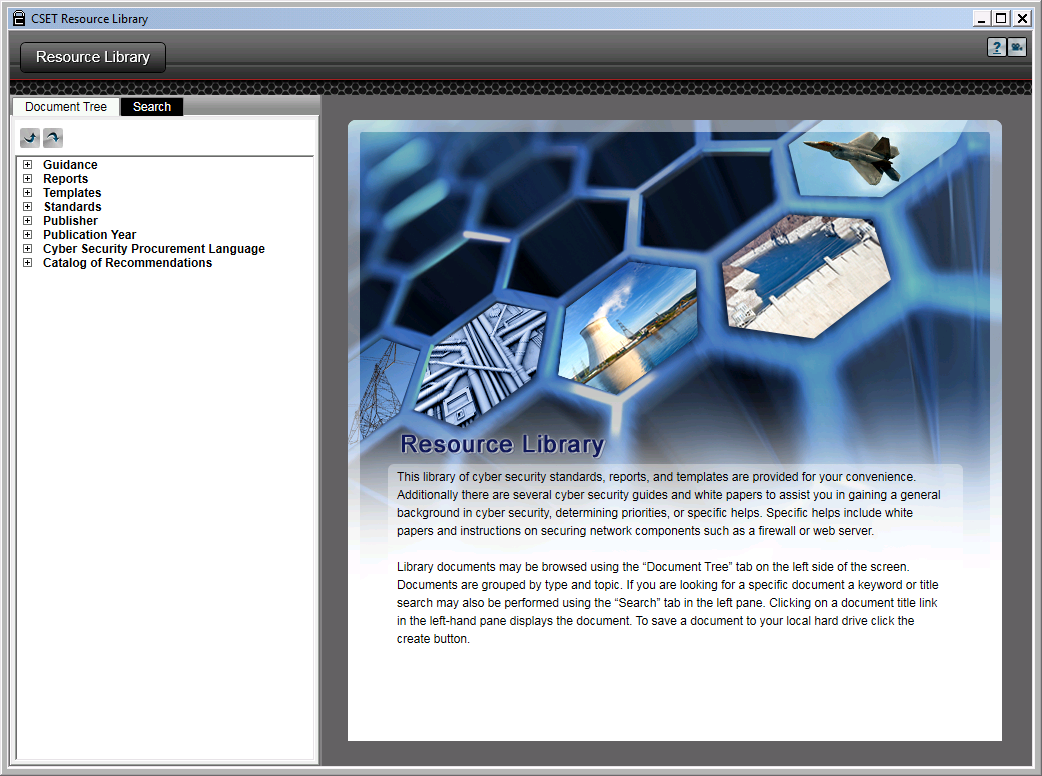 CSET Resource Library
Resource Library
?
Document Tree Search
Guidance
Reports
Templates
Standards
Publisher
Publication Year
Cyber Security Procurement Language
Catalog of Recommendations
Resource Library
This library of cyber security standards, reports, and templates are provided for your convenience.
Additionally there are several cyber security guides and white papers to assist you in gaining a general
background in cyber security, determining priorities, or specific helps. Specific helps include white
papers and instructions on securing network components such as a firewall or web server.
Library documents may be browsed using the “Document Tree” tab on the left side of the screen.
Documents are grouped by type and topic. If you are looking for a specific document a keyword or title
search may also be performed using the “Search” tab in the left pane. Clicking on a document title link
in the left-hand pane displays the document. To save a document to your local hard drive click the
create button.